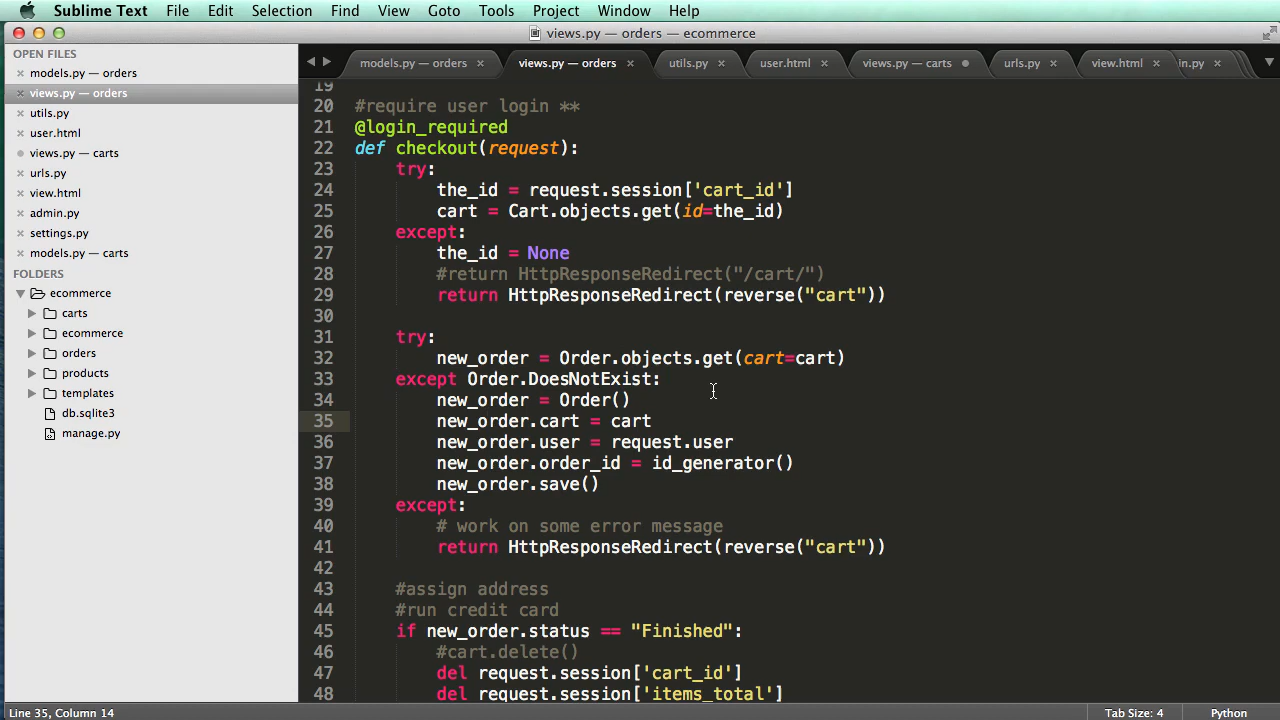 Sublime Text File Edit Selection Find View Goto Tools Project Window Help
views.py — orders — ecommerce
OPEN FILES
models.py — orders
views.py — orders
utils.py
user.html
views.py — carts
urls.py
view.html
admin.py
settings.py
models.py — carts
FOLDERS
ecommerce
carts
ecommerce
orders
products
templates
db.sqlite3
manage.py
models.py — orders views.py — orders utils.py user.html views.py — carts urls.py view.html in.py
19
20 #require user login **
21 @login_required
22 def checkout(request):
23 try:
24 the_id = request.session['cart_id']
25 cart = Cart.objects.get(id=the_id)
26 except:
27 the_id = None
28 #return HttpResponseRedirect("/cart/")
29 return HttpResponseRedirect(reverse("cart"))
30
31 try:
32 new_order = Order.objects.get(cart=cart)
33 except Order.DoesNotExist:
34 new_order = Order()
35 new_order.cart = cart
36 new_order.user = request.user
37 new_order.order_id = id_generator()
38 new_order.save()
39 except:
40 # work on some error message
41 return HttpResponseRedirect(reverse("cart"))
42
43 #assign address
44 #run credit card
45 if new_order.status == "Finished":
46 #cart.delete()
47 del request.session['cart_id']
48 del request.session['items_total']
Line 35, Column 14 Tab Size: 4 Python